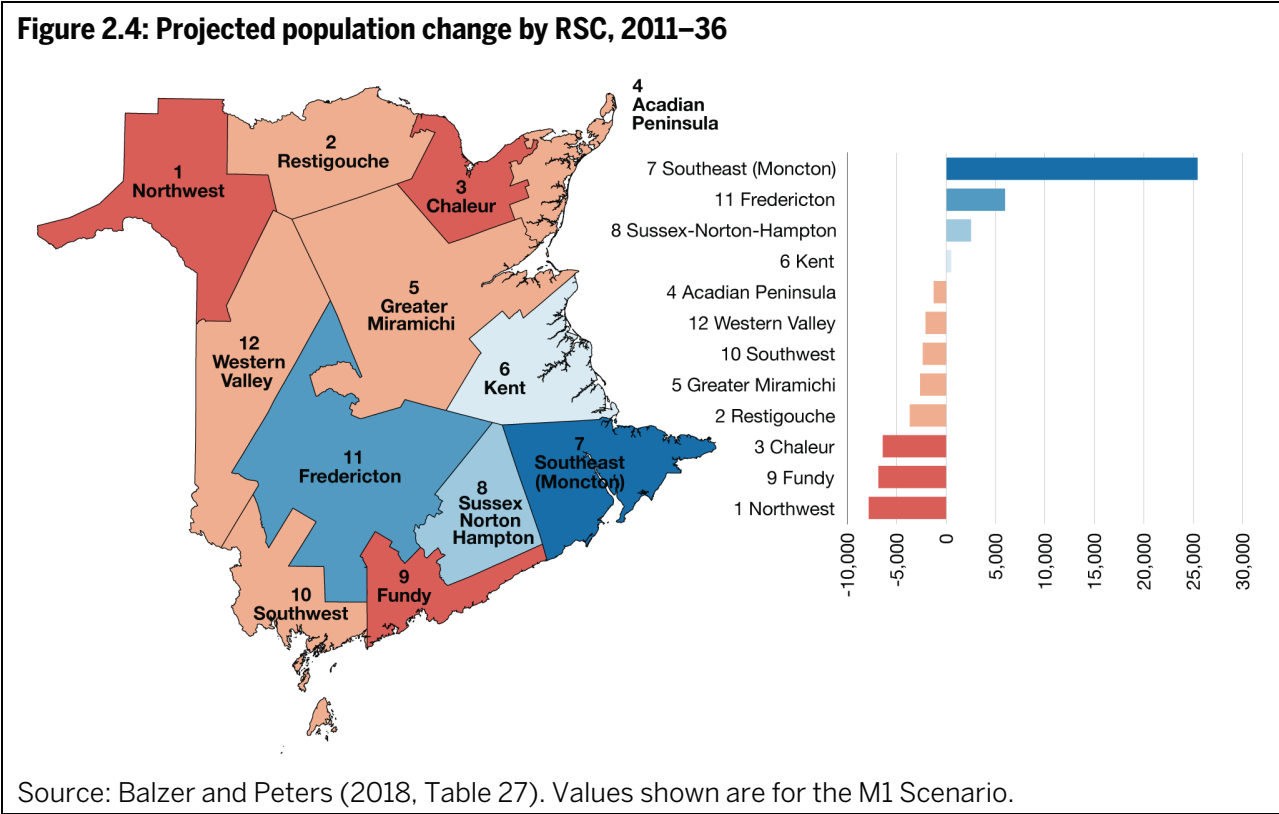 Figure 2.4: Projected population change by RSC, 2011–36
4
Acadian
Peninsula
2
Restigouche
1
Northwest
3
Chaleur
5
Greater
Miramichi
12
Western
Valley
6
Kent
11
Fredericton
7
Southeast
(Moncton)
8
Sussex
Norton
Hampton
9
Fundy
10
Southwest
7 Southeast (Moncton)
11 Fredericton
8 Sussex-Norton-Hampton
6 Kent
4 Acadian Peninsula
12 Western Valley
10 Southwest
5 Greater Miramichi
2 Restigouche
3 Chaleur
9 Fundy
1 Northwest
-10,000
-5,000
0
5,000
10,000
15,000
20,000
25,000
30,000
Source: Balzer and Peters (2018, Table 27). Values shown are for the M1 Scenario.